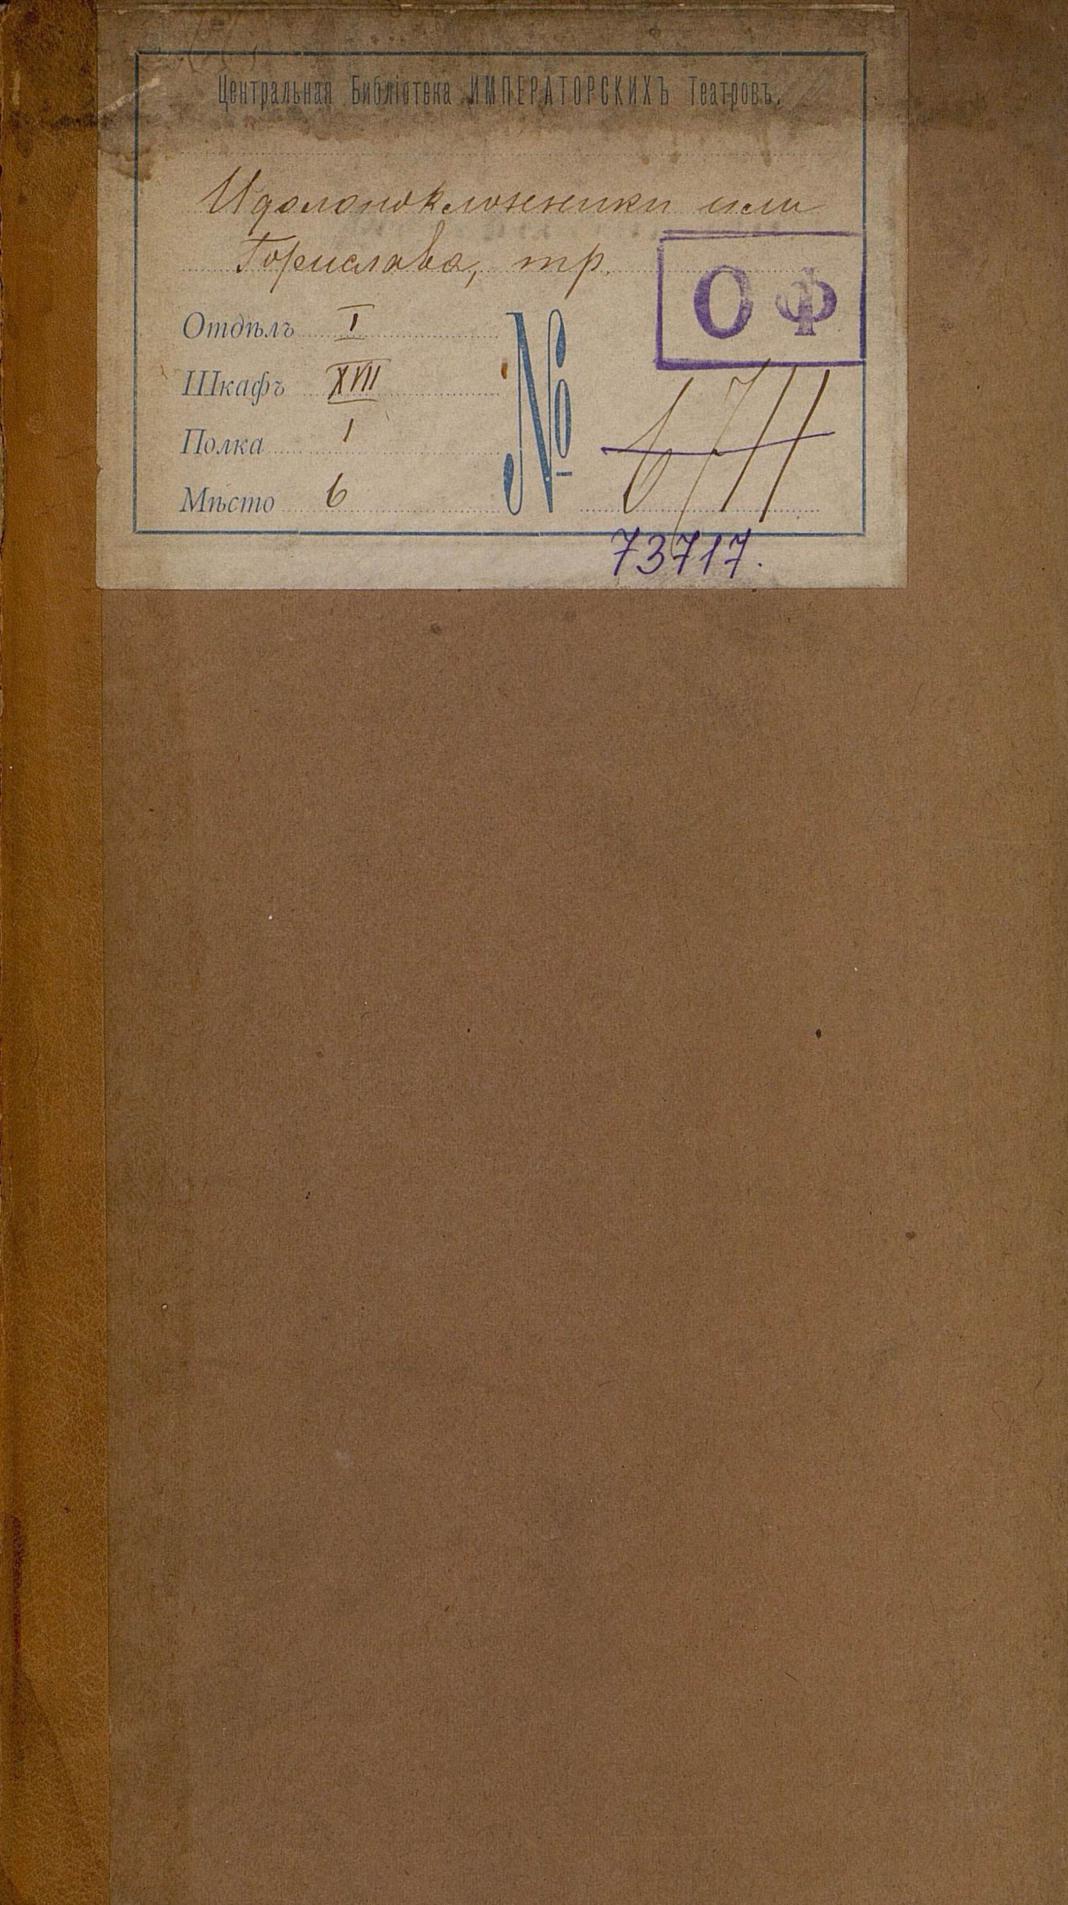 Центральная Библіотека ИМПЕРАТОРСКИХЪ Театровъ.
Идолопоклонники или
Горислава, тр.
ОФ
Отдѣлъ I
Шкафъ XVII
Полка 1
Мѣсто 6
№ 6711
73717.